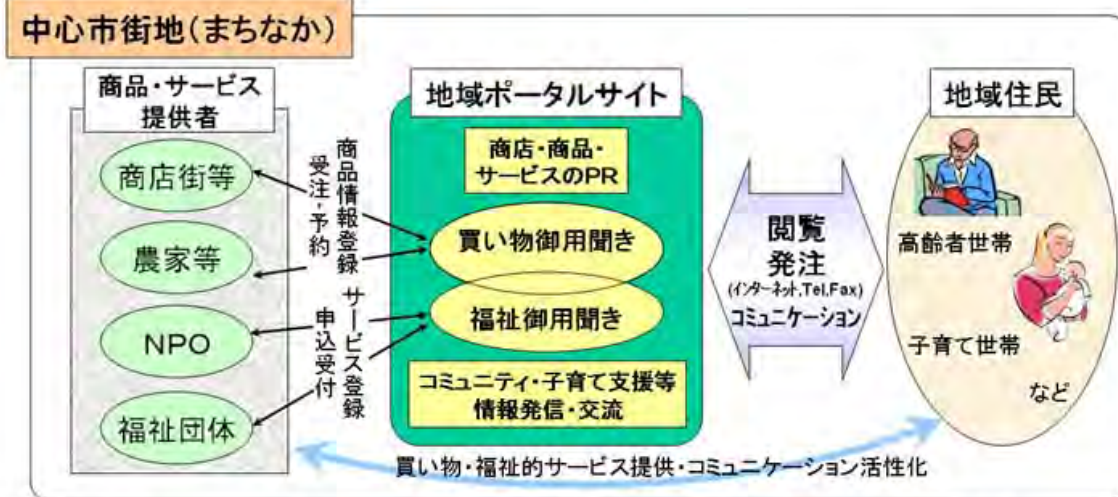 中心市街地(まちなか)
商品・サービス
提供者
商店街等
農家等
NPO
福祉団体
商品情報登録
受注・予約
サービス登録
申込受付
地域ポータルサイト
商店・商品・
サービスのPR
買い物御用聞き
福祉御用聞き
コミュニティ・子育て支援等
情報発信・交流
閲覧
発注
(インターネット,Tel,Fax)
コミュニケーション
地域住民
高齢者世帯
子育て世帯
など
買い物・福祉的サービス提供・コミュニケーション活性化